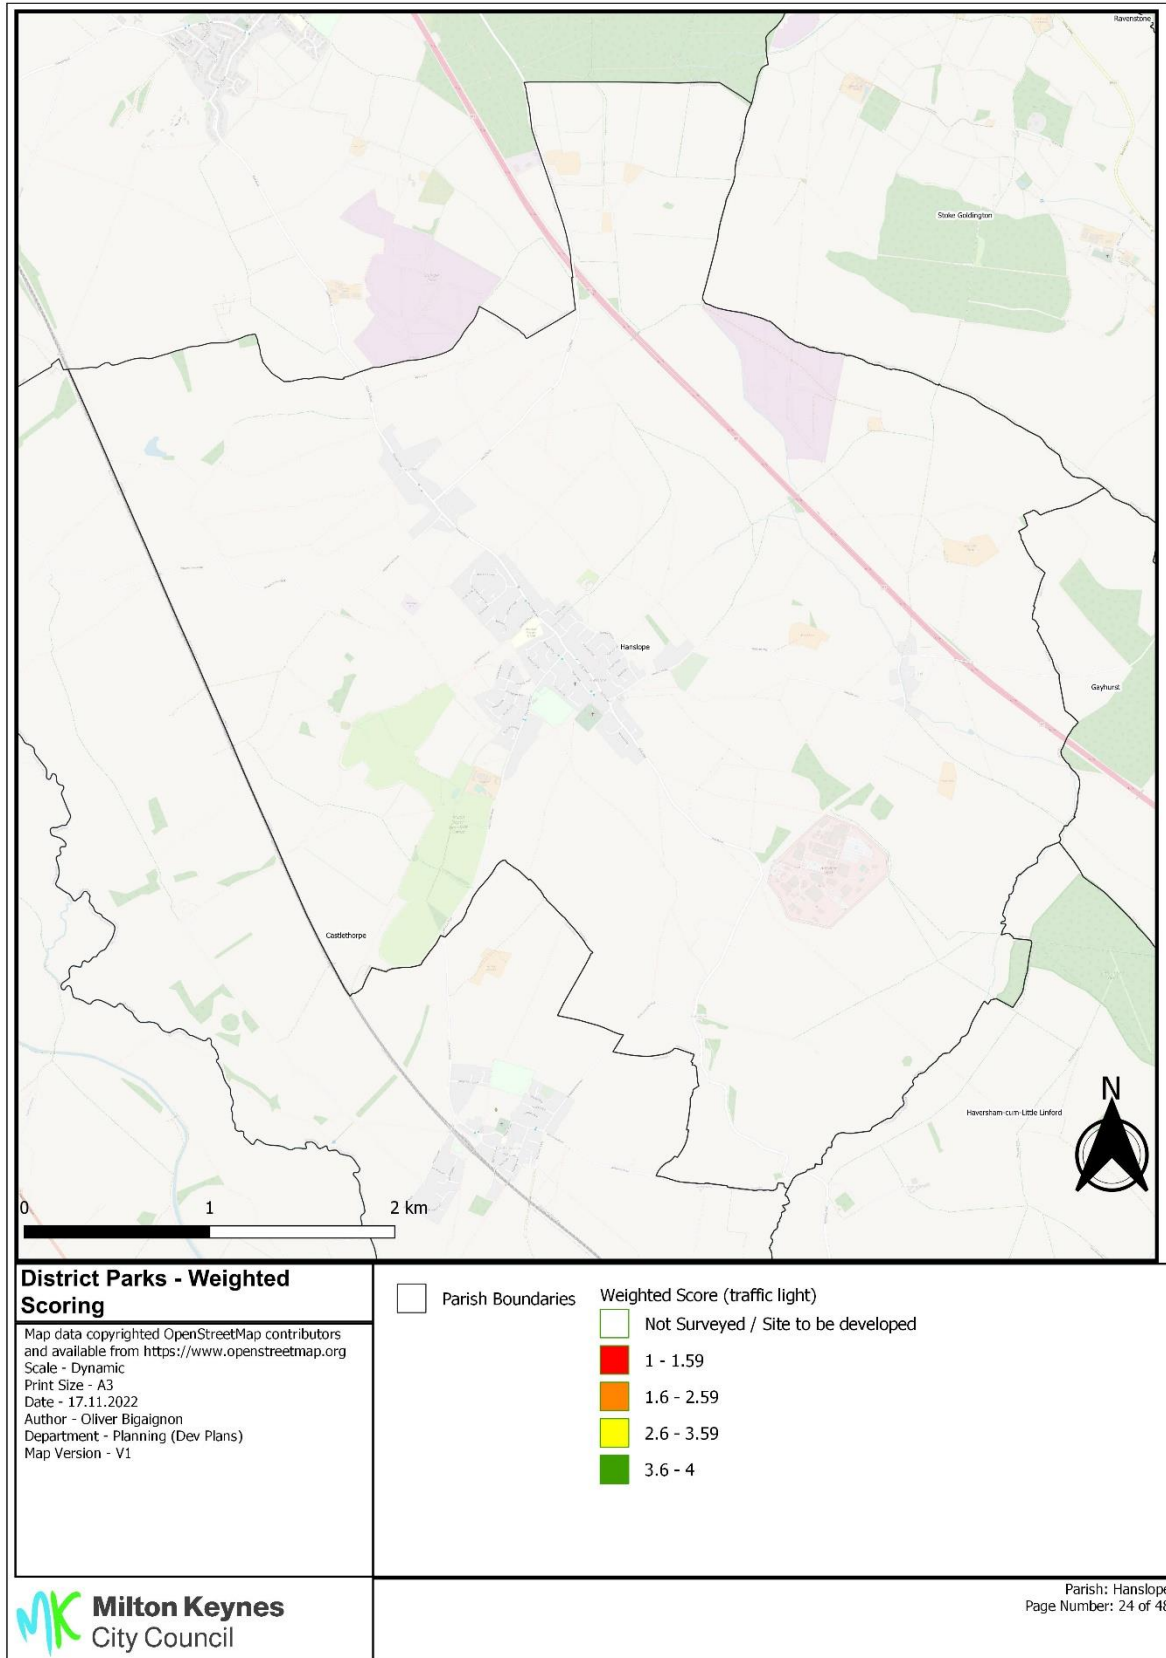 Ravenstone
Stoke Goldington
Hanslope
Gayhurst
Castlethorpe
Haversham-cum-Little Linford
N
0 1 2 km
District Parks - Weighted
Scoring
Map data copyrighted OpenStreetMap contributors
and available from https://www.openstreetmap.org
Scale - Dynamic
Print Size - A3
Date - 17.11.2022
Author - Oliver Bigaignon
Department - Planning (Dev Plans)
Map Version - V1
Parish Boundaries
Weighted Score (traffic light)
Not Surveyed / Site to be developed
1 - 1.59
1.6 - 2.59
2.6 - 3.59
3.6 - 4
MK Milton Keynes
City Council
Parish: Hanslope
Page Number: 24 of 48